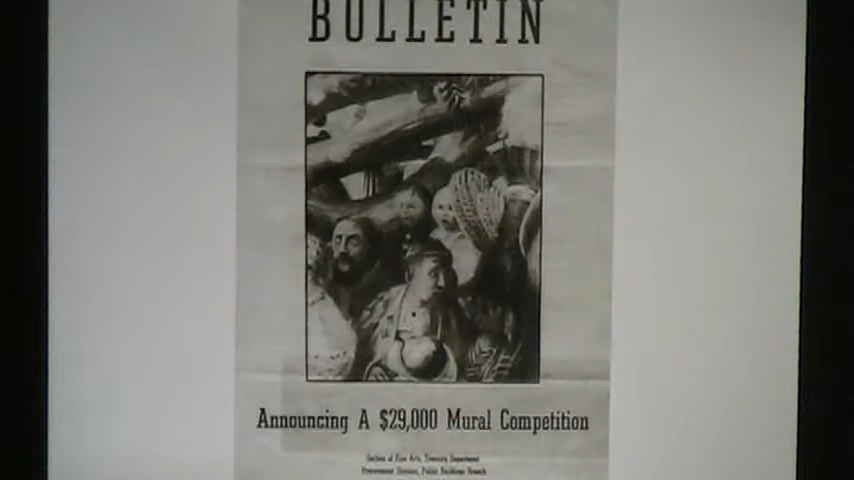 BULLETIN
Announcing A $29,000 Mural Competition
Section of Fine Arts, Treasury Department
Procurement Division, Public Buildings Branch